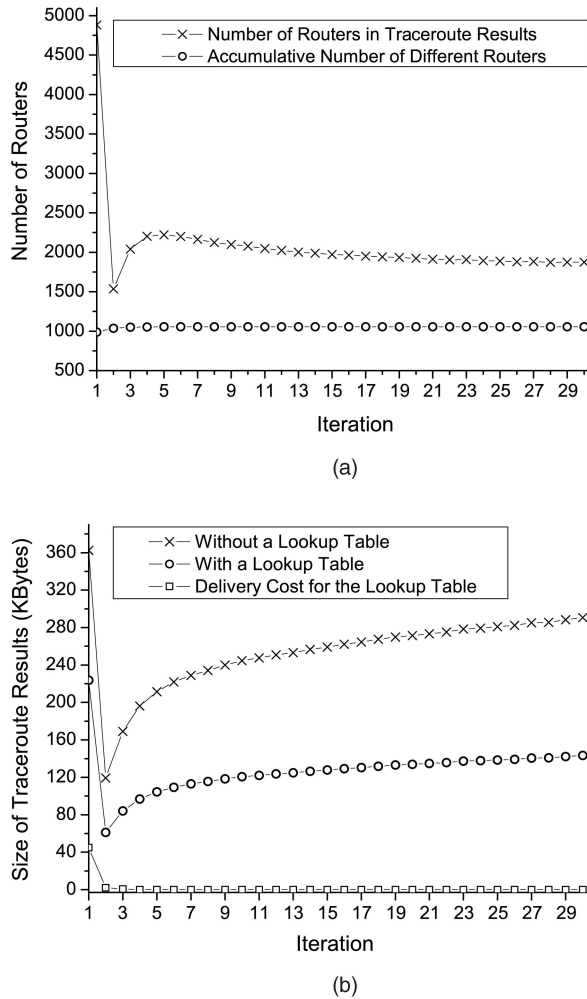 5000
4500
4000
3500
3000
2500
2000
1500
1000
500
Number of Routers
Number of Routers in Traceroute Results
Accumulative Number of Different Routers
1 3 5 7 9 11 13 15 17 19 21 23 25 27 29
Iteration
(a)
360
320
280
240
200
160
120
80
40
0
Size of Traceroute Results (KBytes)
Without a Lookup Table
With a Lookup Table
Delivery Cost for the Lookup Table
1 3 5 7 9 11 13 15 17 19 21 23 25 27 29
Iteration
(b)